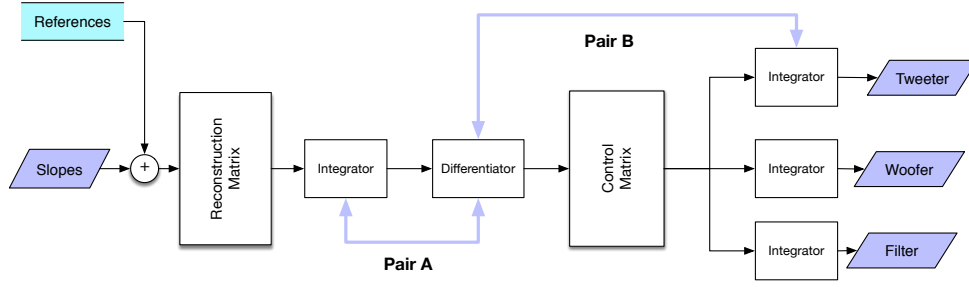 References
Pair B
Integrator
Tweeter
Slopes
+
Reconstruction
Matrix
Integrator
Differentiator
Control
Matrix
Integrator
Woofer
Pair A
Integrator
Filter